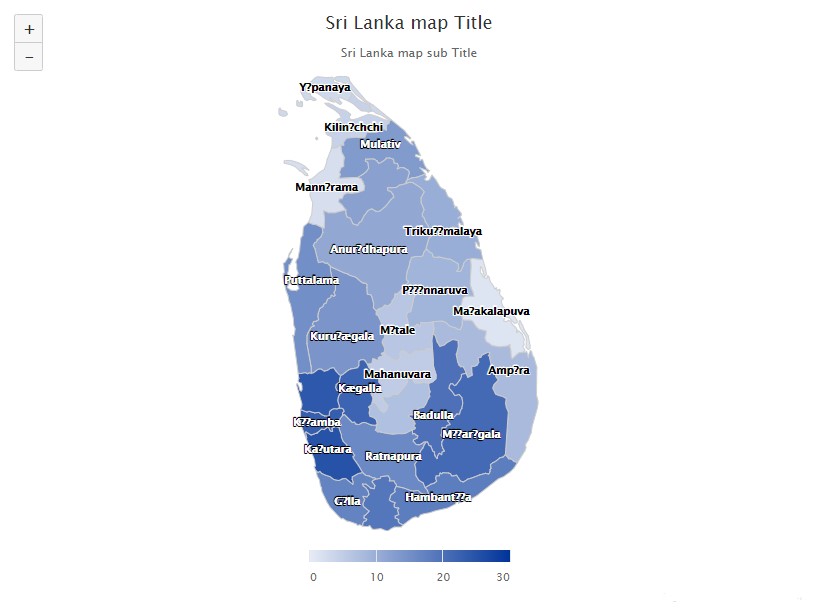 +
−
Sri Lanka map Title
Sri Lanka map sub Title
Y?panaya
Kilin?chchi
Mulativ
Mann?rama
Triku??malaya
Anur?dhapura
Puttalama
P???nnaruva
Ma?akalapuva
M?tale
Kuru?ægala
Amp?ra
Mahanuvara
Kægalla
Badulla
K??amba
M??ar?gala
Ka?utara
Ratnapura
G?lla
Hambant??a
0 10 20 30